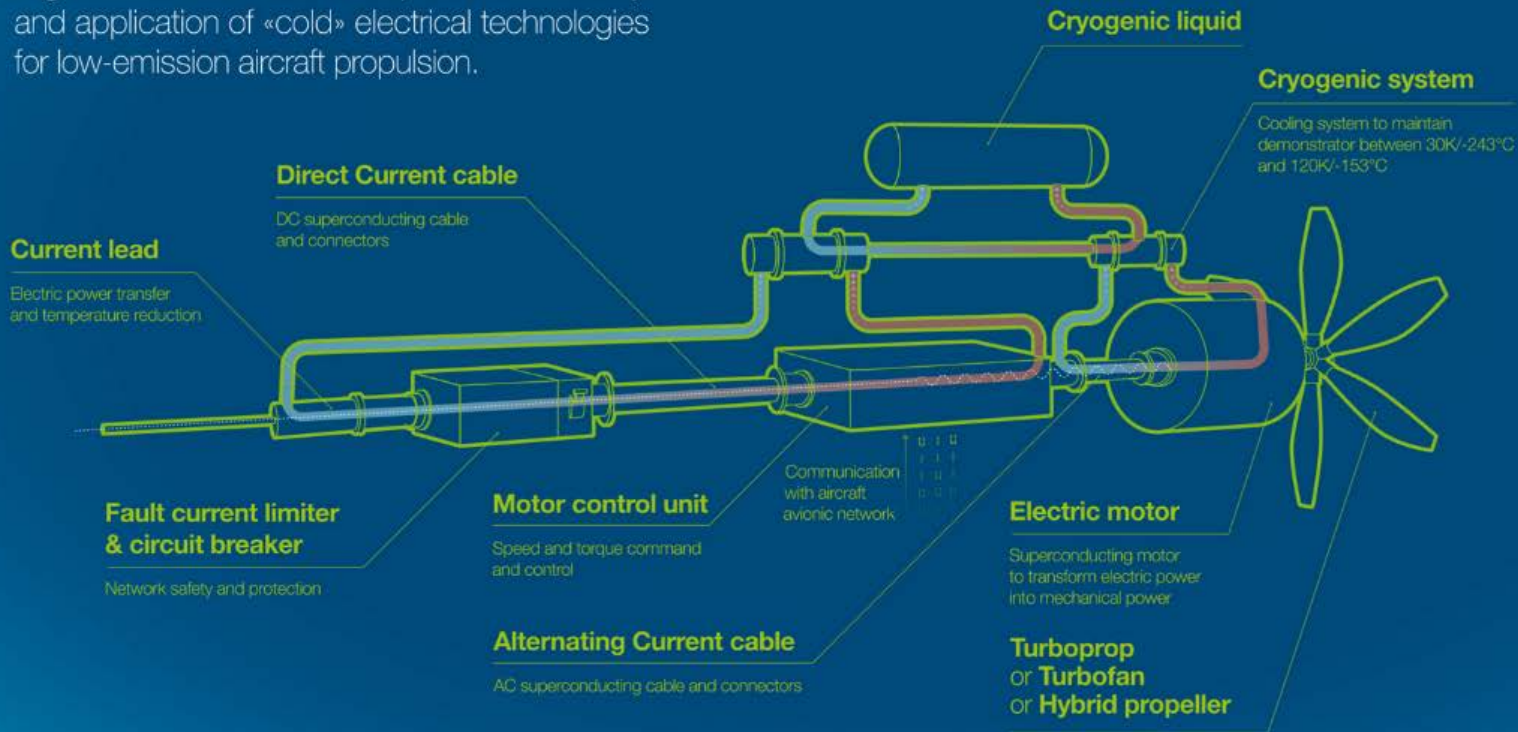 and application of «cold» electrical technologies
for low-emission aircraft propulsion.
Cryogenic liquid
Cryogenic system
Cooling system to maintain
demonstrator between 30K/-243°C
and 120K/-153°C
Direct Current cable
DC superconducting cable
and connectors
Current lead
Electric power transfer
and temperature reduction
Fault current limiter
& circuit breaker
Network safety and protection
Motor control unit
Speed and torque command
and control
Communication
with aircraft
avionic network
Alternating Current cable
AC superconducting cable and connectors
Electric motor
Superconducting motor
to transform electric power
into mechanical power
Turboprop
or Turbofan
or Hybrid propeller